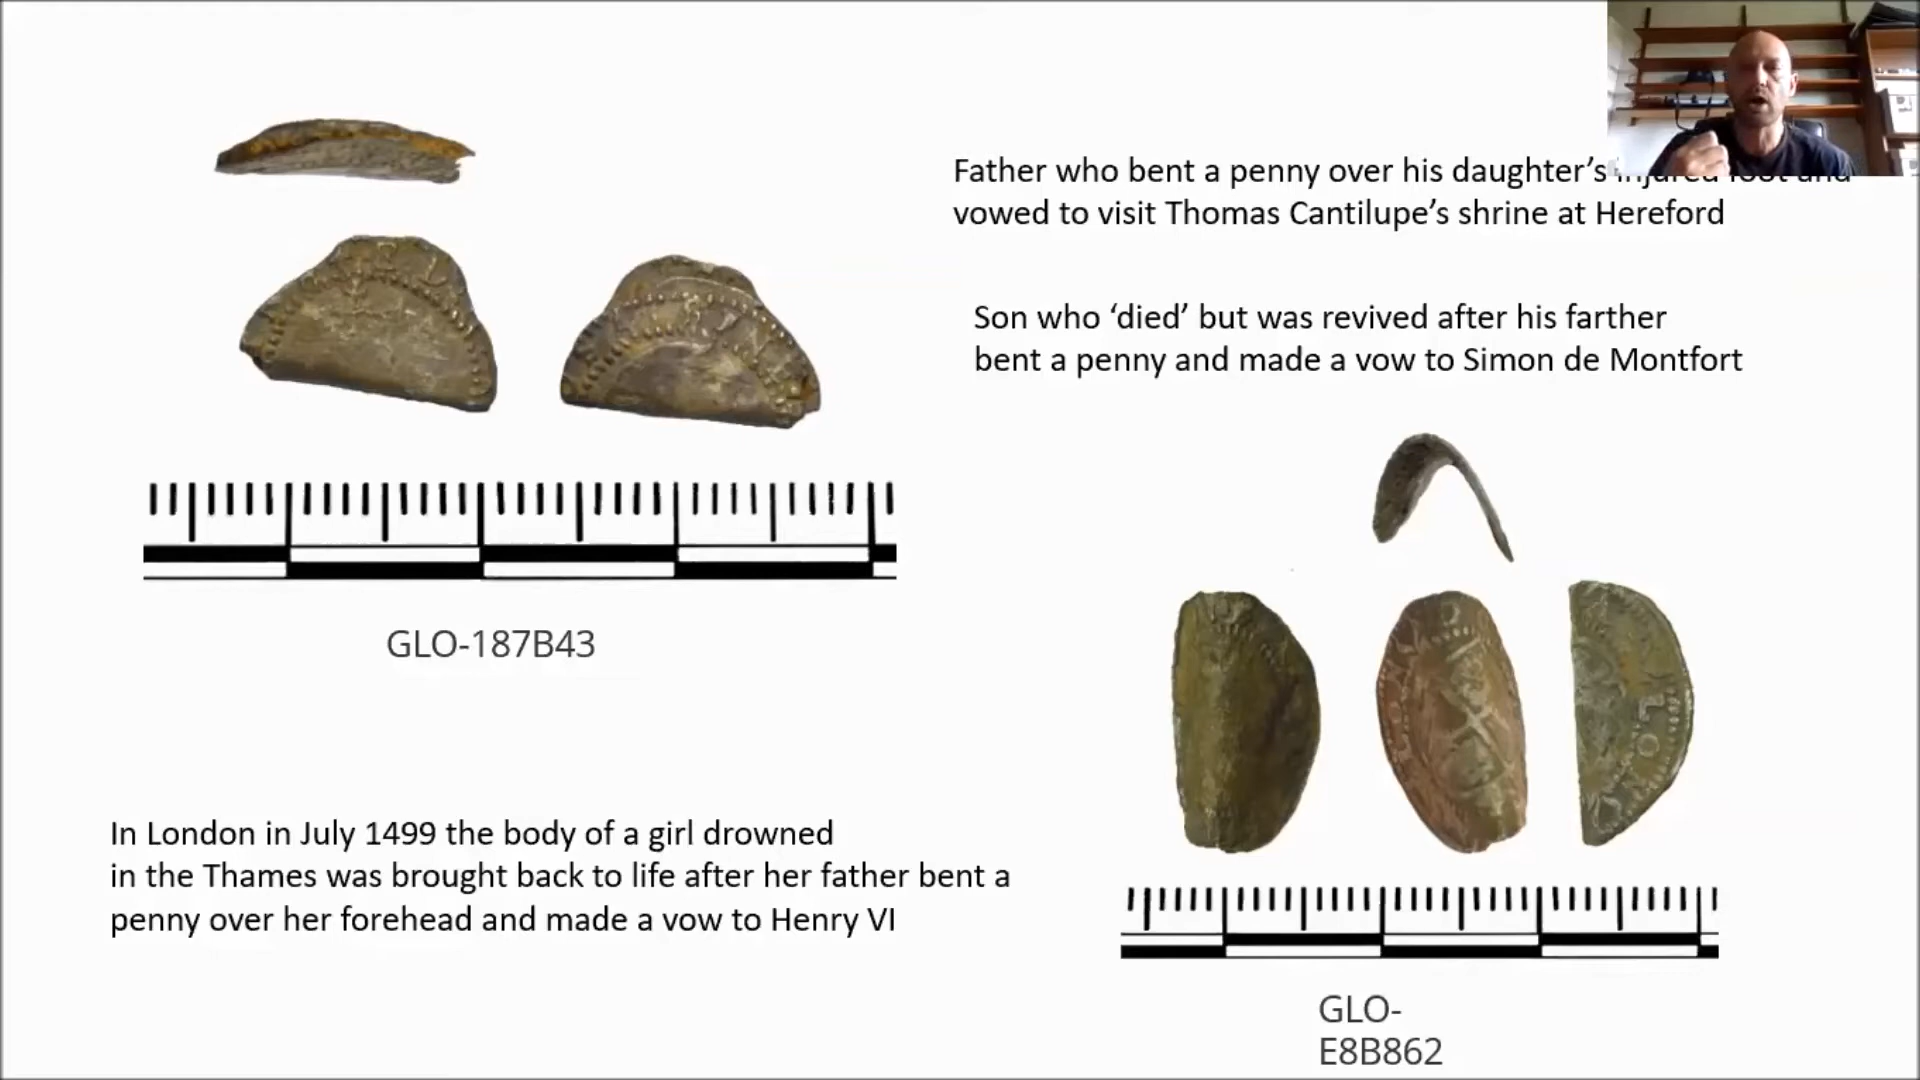 Father who bent a penny over his daughter’s injured foot and
vowed to visit Thomas Cantilupe’s shrine at Hereford
Son who ‘died’ but was revived after his farther
bent a penny and made a vow to Simon de Montfort
GLO-187B43
In London in July 1499 the body of a girl drowned
in the Thames was brought back to life after her father bent a
penny over her forehead and made a vow to Henry VI
GLO-
E8B862